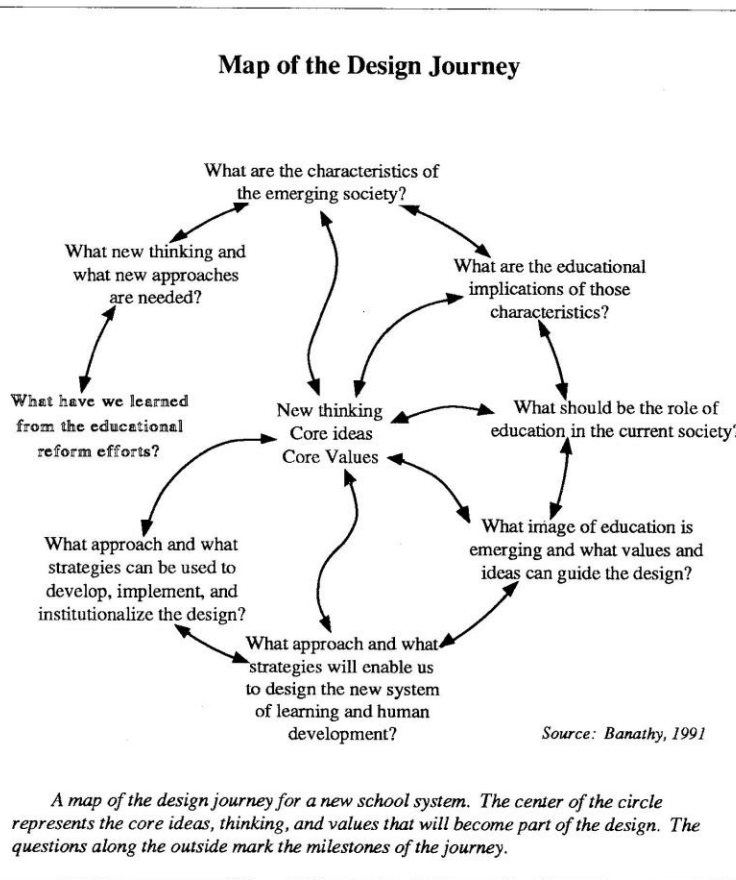 Map of the Design Journey
What are the characteristics of
the emerging society?
What new thinking and
what new approaches
are needed?
What are the educational
implications of those
characteristics?
What have we learned
from the educational
reform efforts?
New thinking
Core ideas
Core Values
What should be the role of
education in the current society?
What image of education is
emerging and what values and
ideas can guide the design?
What approach and what
strategies can be used to
develop, implement, and
institutionalize the design?
What approach and what
strategies will enable us
to design the new system
of learning and human
development?
Source: Banathy, 1991
A map of the design journey for a new school system. The center of the circle
represents the core ideas, thinking, and values that will become part of the design. The
questions along the outside mark the milestones of the journey.